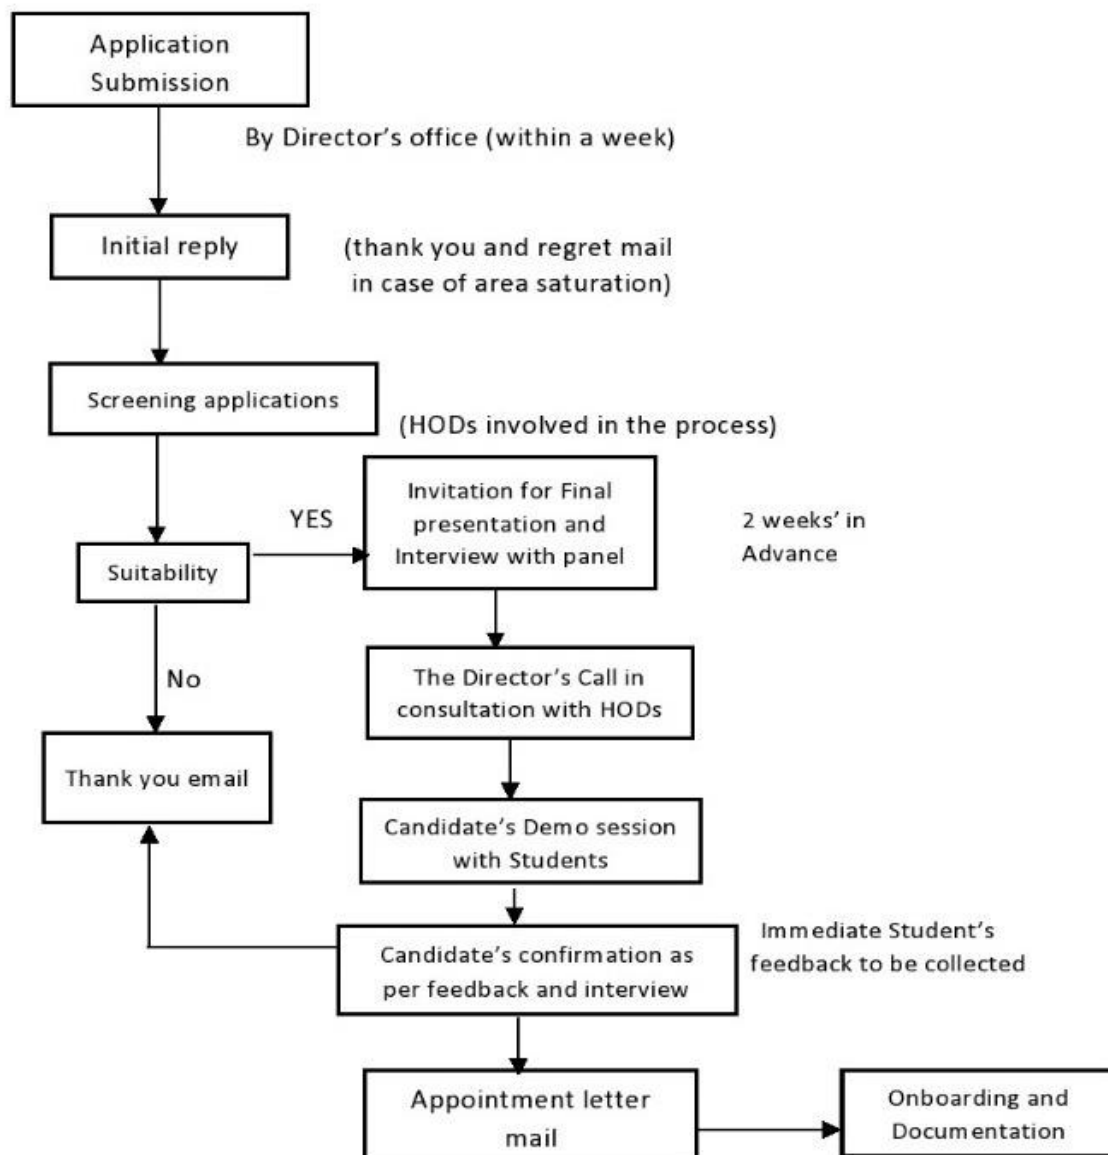 Application
Submission
By Director's office (within a week)
Initial reply
(thank you and regret mail
in case of area saturation)
Screening applications
(HODs involved in the process)
Invitation for Final
presentation and
Interview with panel
YES
2 weeks' in
Advance
Suitability
The Director's Call in
consultation with HODs
No
Thank you email
Candidate's Demo session
with Students
Candidate's confirmation as
per feedback and interview
Immediate Student's
feedback to be collected
Appointment letter
mail
Onboarding and
Documentation